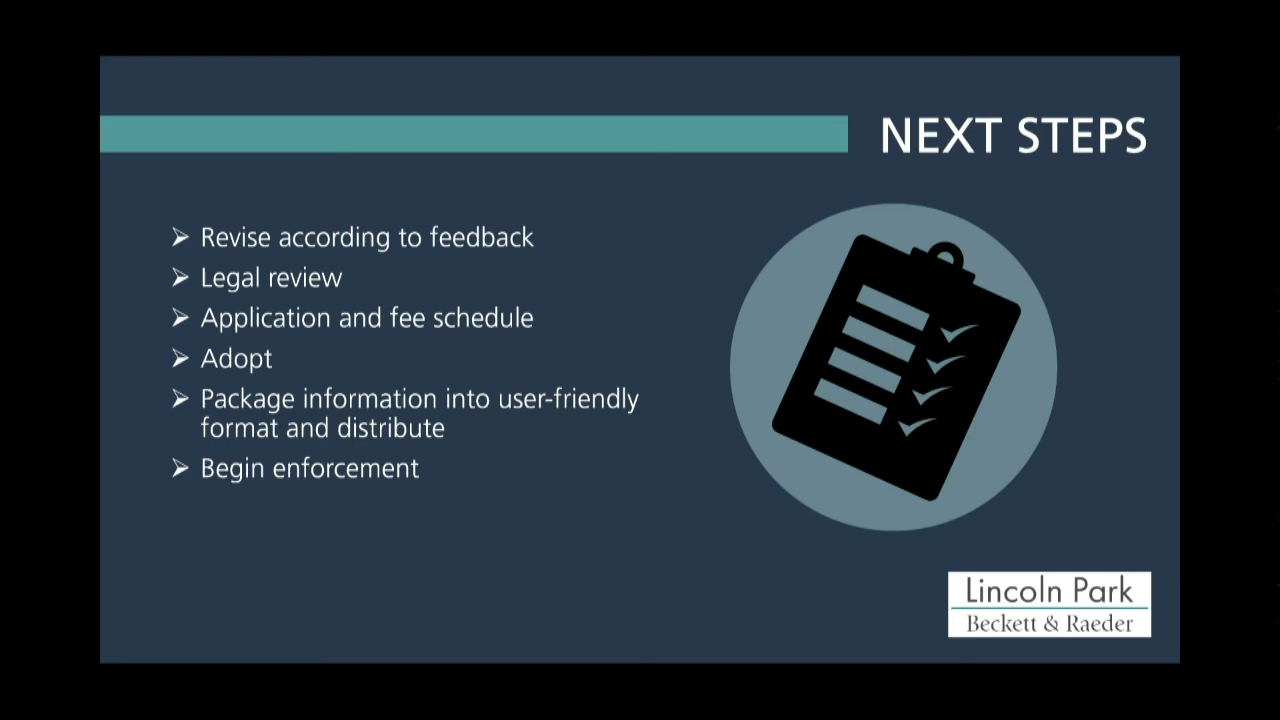 NEXT STEPS
➢ Revise according to feedback
➢ Legal review
➢ Application and fee schedule
➢ Adopt
➢ Package information into user-friendly
format and distribute
➢ Begin enforcement
Lincoln Park
Beckett & Raeder